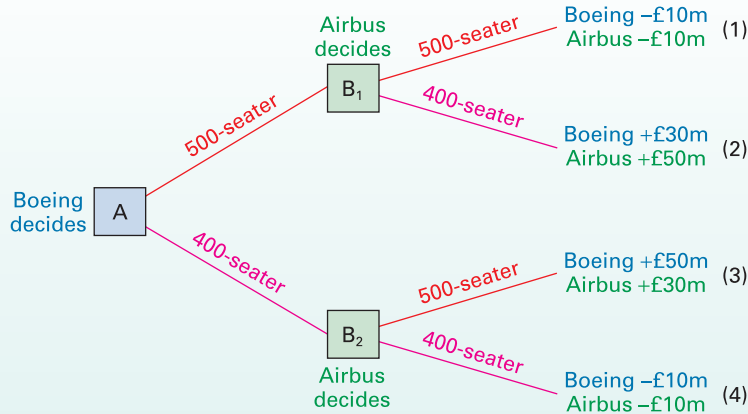 Airbus
decides
B1
500-seater
Boeing –£10m
Airbus –£10m
(1)
400-seater
Boeing +£30m
Airbus +£50m
(2)
500-seater
Boeing
decides
A
400-seater
500-seater
Boeing +£50m
Airbus +£30m
(3)
B2
Airbus
decides
400-seater
Boeing –£10m
Airbus –£10m
(4)